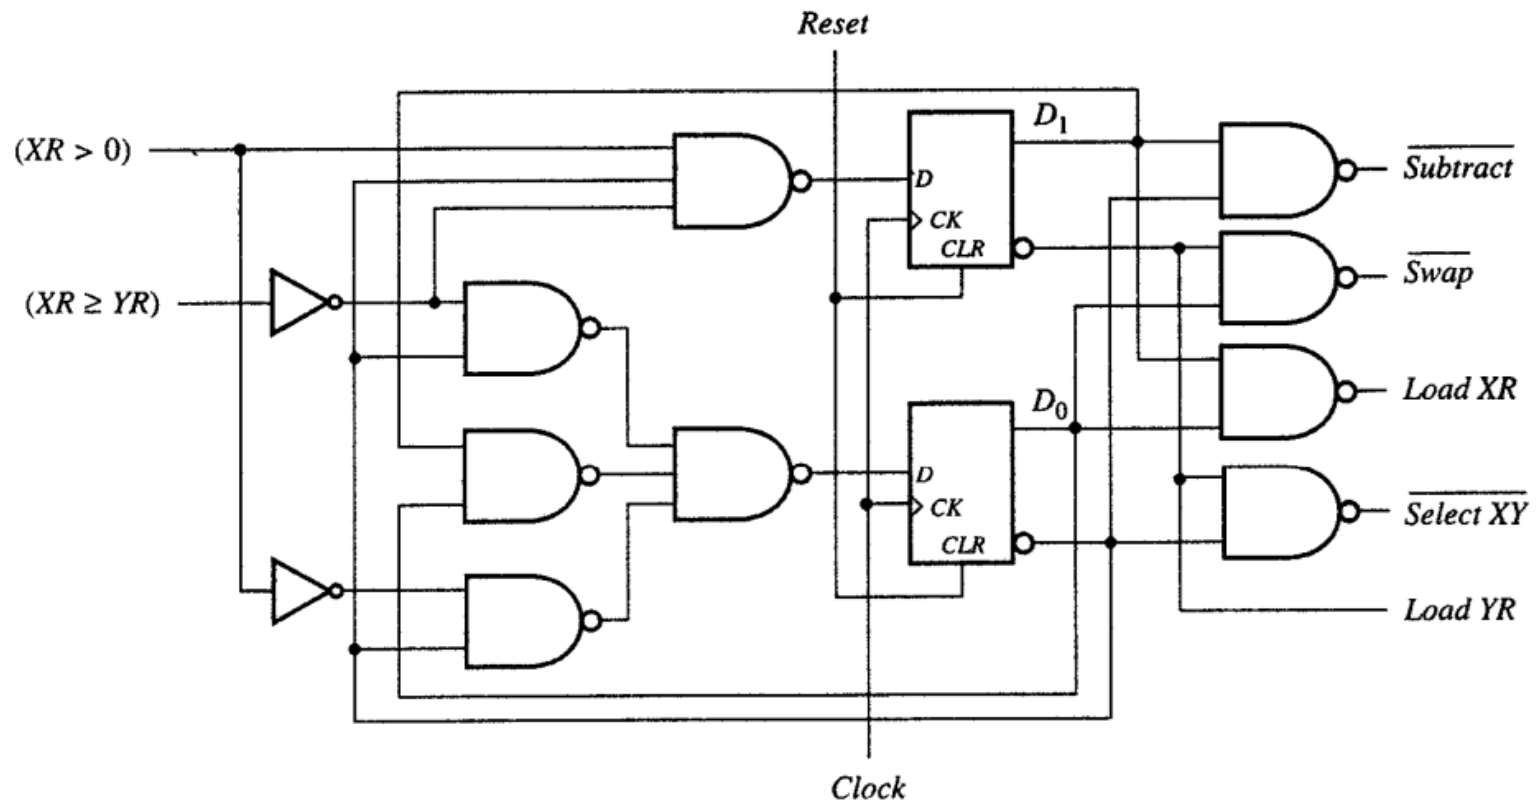 Reset
(XR > 0)
D₁
D
CK
CLR
Subtract
Swap
(XR ≥ YR)
Load XR
D₀
D
CK
CLR
Select XY
Load YR
Clock